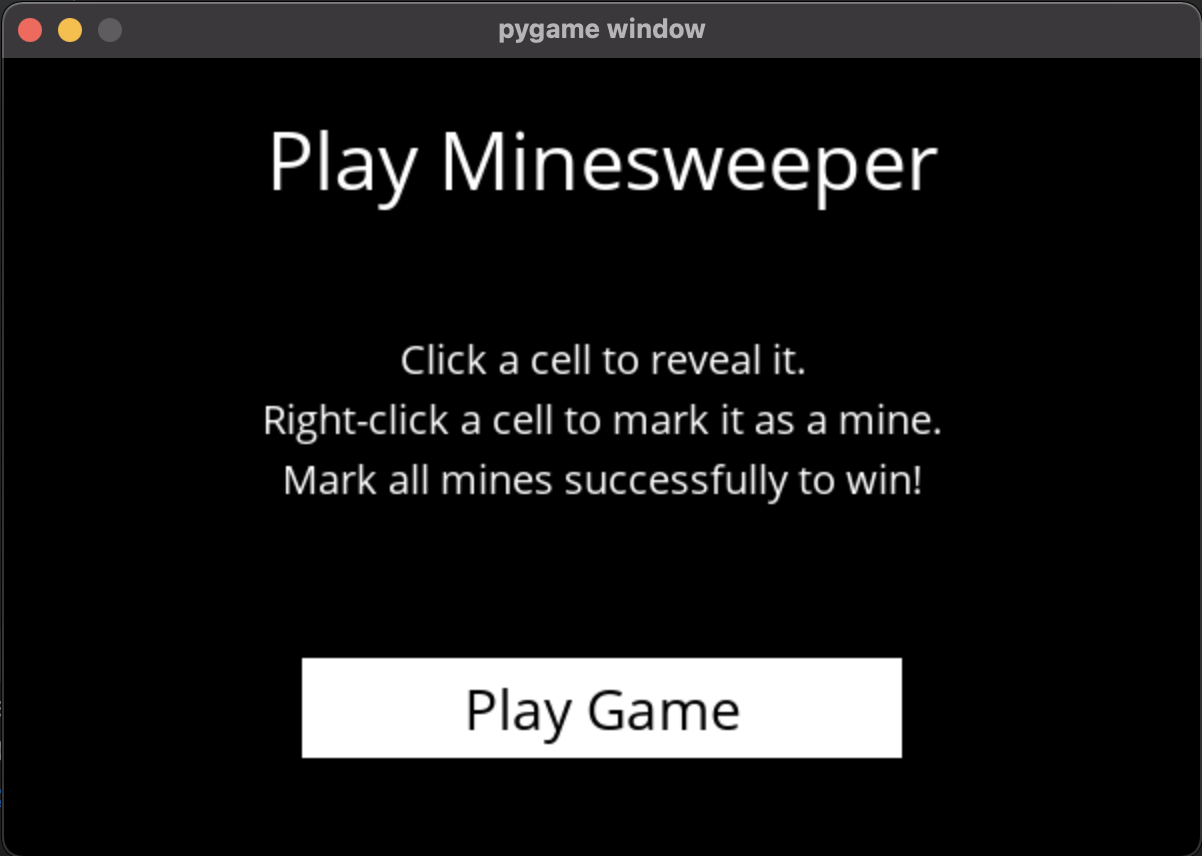 pygame window
Play Minesweeper
Click a cell to reveal it.
Right-click a cell to mark it as a mine.
Mark all mines successfully to win!
Play Game